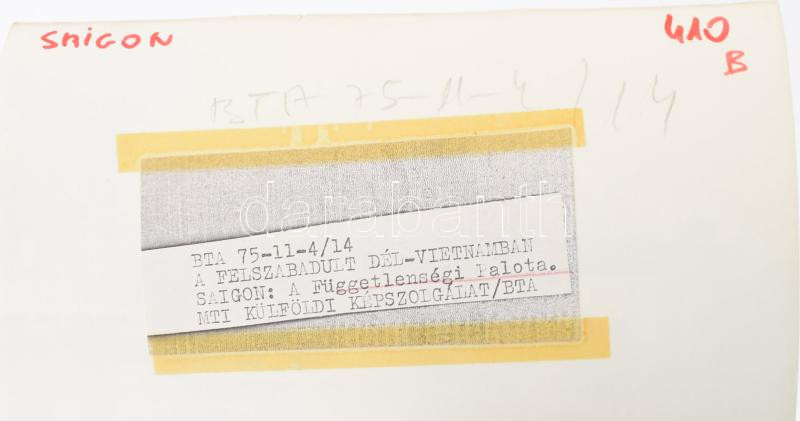 SAIGON
410
B
BTA 75-11-4/14
darabanth
BTA 75-11-4/14
A FELSZABADULT DÉL-VIETNAMBAN
SAIGON: A Függetlenségi Palota.
MTI KÜLFÖLDI KÉPSZOLGÁLAT/BTA